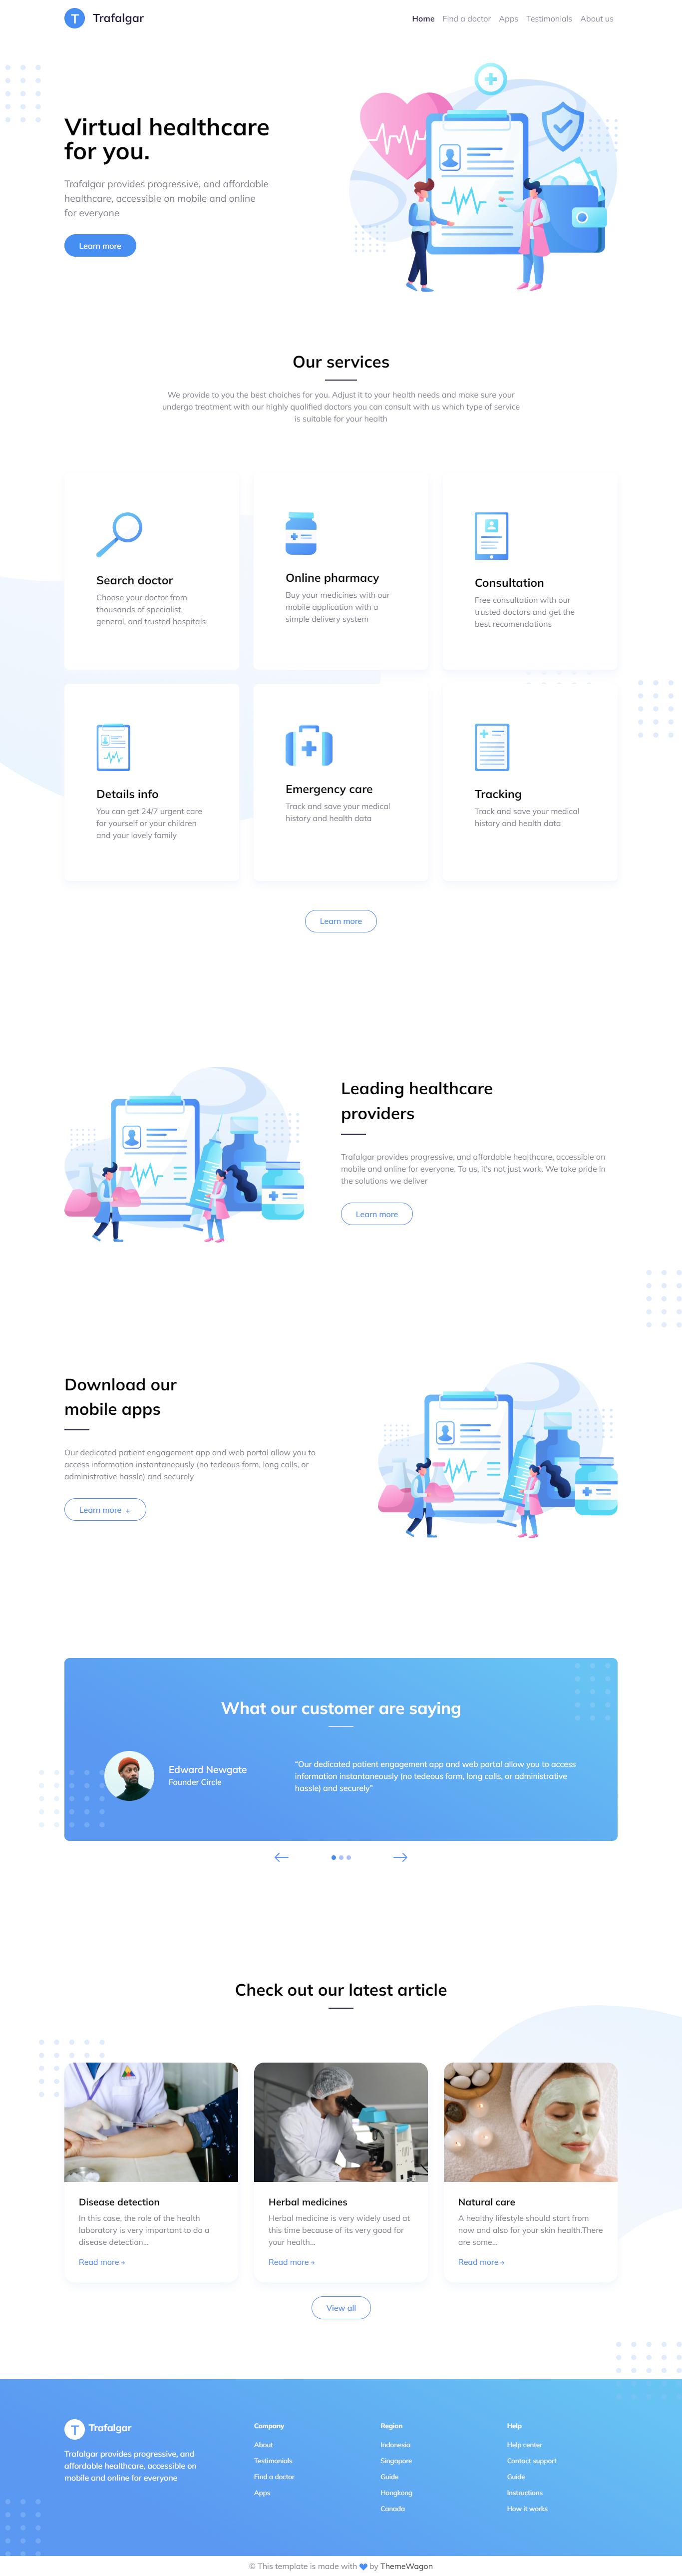 T Trafalgar
Home Find a doctor Apps Testimonials About us
Virtual healthcare
for you.
Trafalgar provides progressive, and affordable
healthcare, accessible on mobile and online
for everyone
Learn more
Our services
We provide to you the best choiches for you. Adjust it to your health needs and make sure your
undergo treatment with our highly qualified doctors you can consult with us which type of service
is suitable for your health
Search doctor
Choose your doctor from
thousands of specialist,
general, and trusted hospitals
Online pharmacy
Buy your medicines with our
mobile application with a
simple delivery system
Consultation
Free consultation with our
trusted doctors and get the
best recomendations
Details info
You can get 24/7 urgent care
for yourself or your children
and your lovely family
Emergency care
Track and save your medical
history and health data
Tracking
Track and save your medical
history and health data
Learn more
Leading healthcare
providers
Trafalgar provides progressive, and affordable healthcare, accessible on
mobile and online for everyone. To us, it's not just work. We take pride in
the solutions we deliver
Learn more
Download our
mobile apps
Our dedicated patient engagement app and web portal allow you to
access information instantaneously (no tedeous form, long calls, or
administrative hassle) and securely
Learn more ↓
What our customer are saying
Edward Newgate
Founder Circle
"Our dedicated patient engagement app and web portal allow you to access
information instantaneously (no tedeous form, long calls, or administrative
hassle) and securely"
Check out our latest article
Disease detection
In this case, the role of the health
laboratory is very important to do a
disease detection...
Read more →
Herbal medicines
Herbal medicine is very widely used at
this time because of its very good for
your health...
Read more →
Natural care
A healthy lifestyle should start from
now and also for your skin health.There
are some...
Read more →
View all
T Trafalgar
Trafalgar provides progressive, and
affordable healthcare, accessible on
mobile and online for everyone
Company
About
Testimonials
Find a doctor
Apps
Region
Indonesia
Singapore
Guide
Hongkong
Canada
Help
Help center
Contact support
Guide
Instructions
How it works
© This template is made with 💙 by ThemeWagon